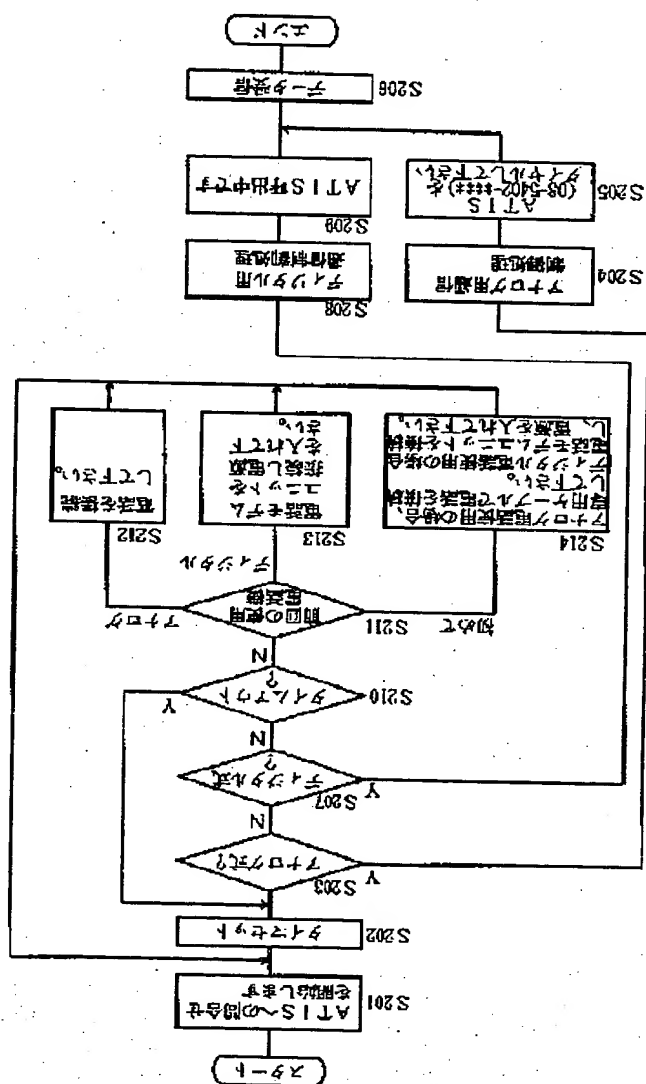 スタート
S201
ATISへの問合せ
を開始します
S202
タイマセット
S203
アナログ式?
Y
N
S207
ディジタル式
?
Y
N
S210
タイムアウト
?
Y
N
S211
前回の使用
電話機
初めて
ディジタル
アナログ
S214
アナログ電話使用の場合、
専用ケーブルで電話を接続
して下さい。
ディジタル電話使用の場合
電話モデムユニットを接続
し、電源を入れて下さい。
S213
電話モデム
ユニットを
接続し電源
を入れて下
さい。
S212
電話を接続
して下さい。
S204
アナログ用通信
制御処理
S208
ディジタル用
通信制御処理
S205
ATIS
(03-5402-****)を
ダイヤルして下さい、
S209
ATIS呼出中です
S206
データ受信
エンド